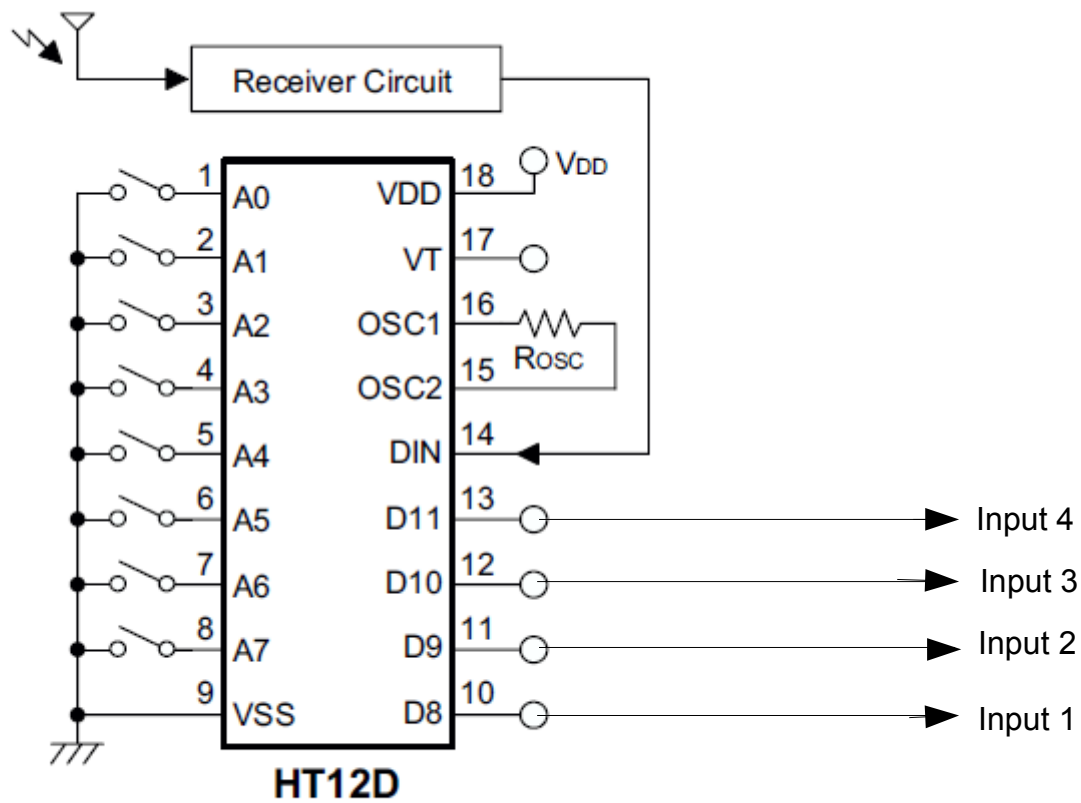 Receiver Circuit
1 A0 VDD 18 VDD
2 A1 VT 17
3 A2 OSC1 16
ROSC
4 A3 OSC2 15
5 A4 DIN 14
6 A5 D11 13 Input 4
7 A6 D10 12 Input 3
8 A7 D9 11 Input 2
9 VSS D8 10 Input 1
HT12D